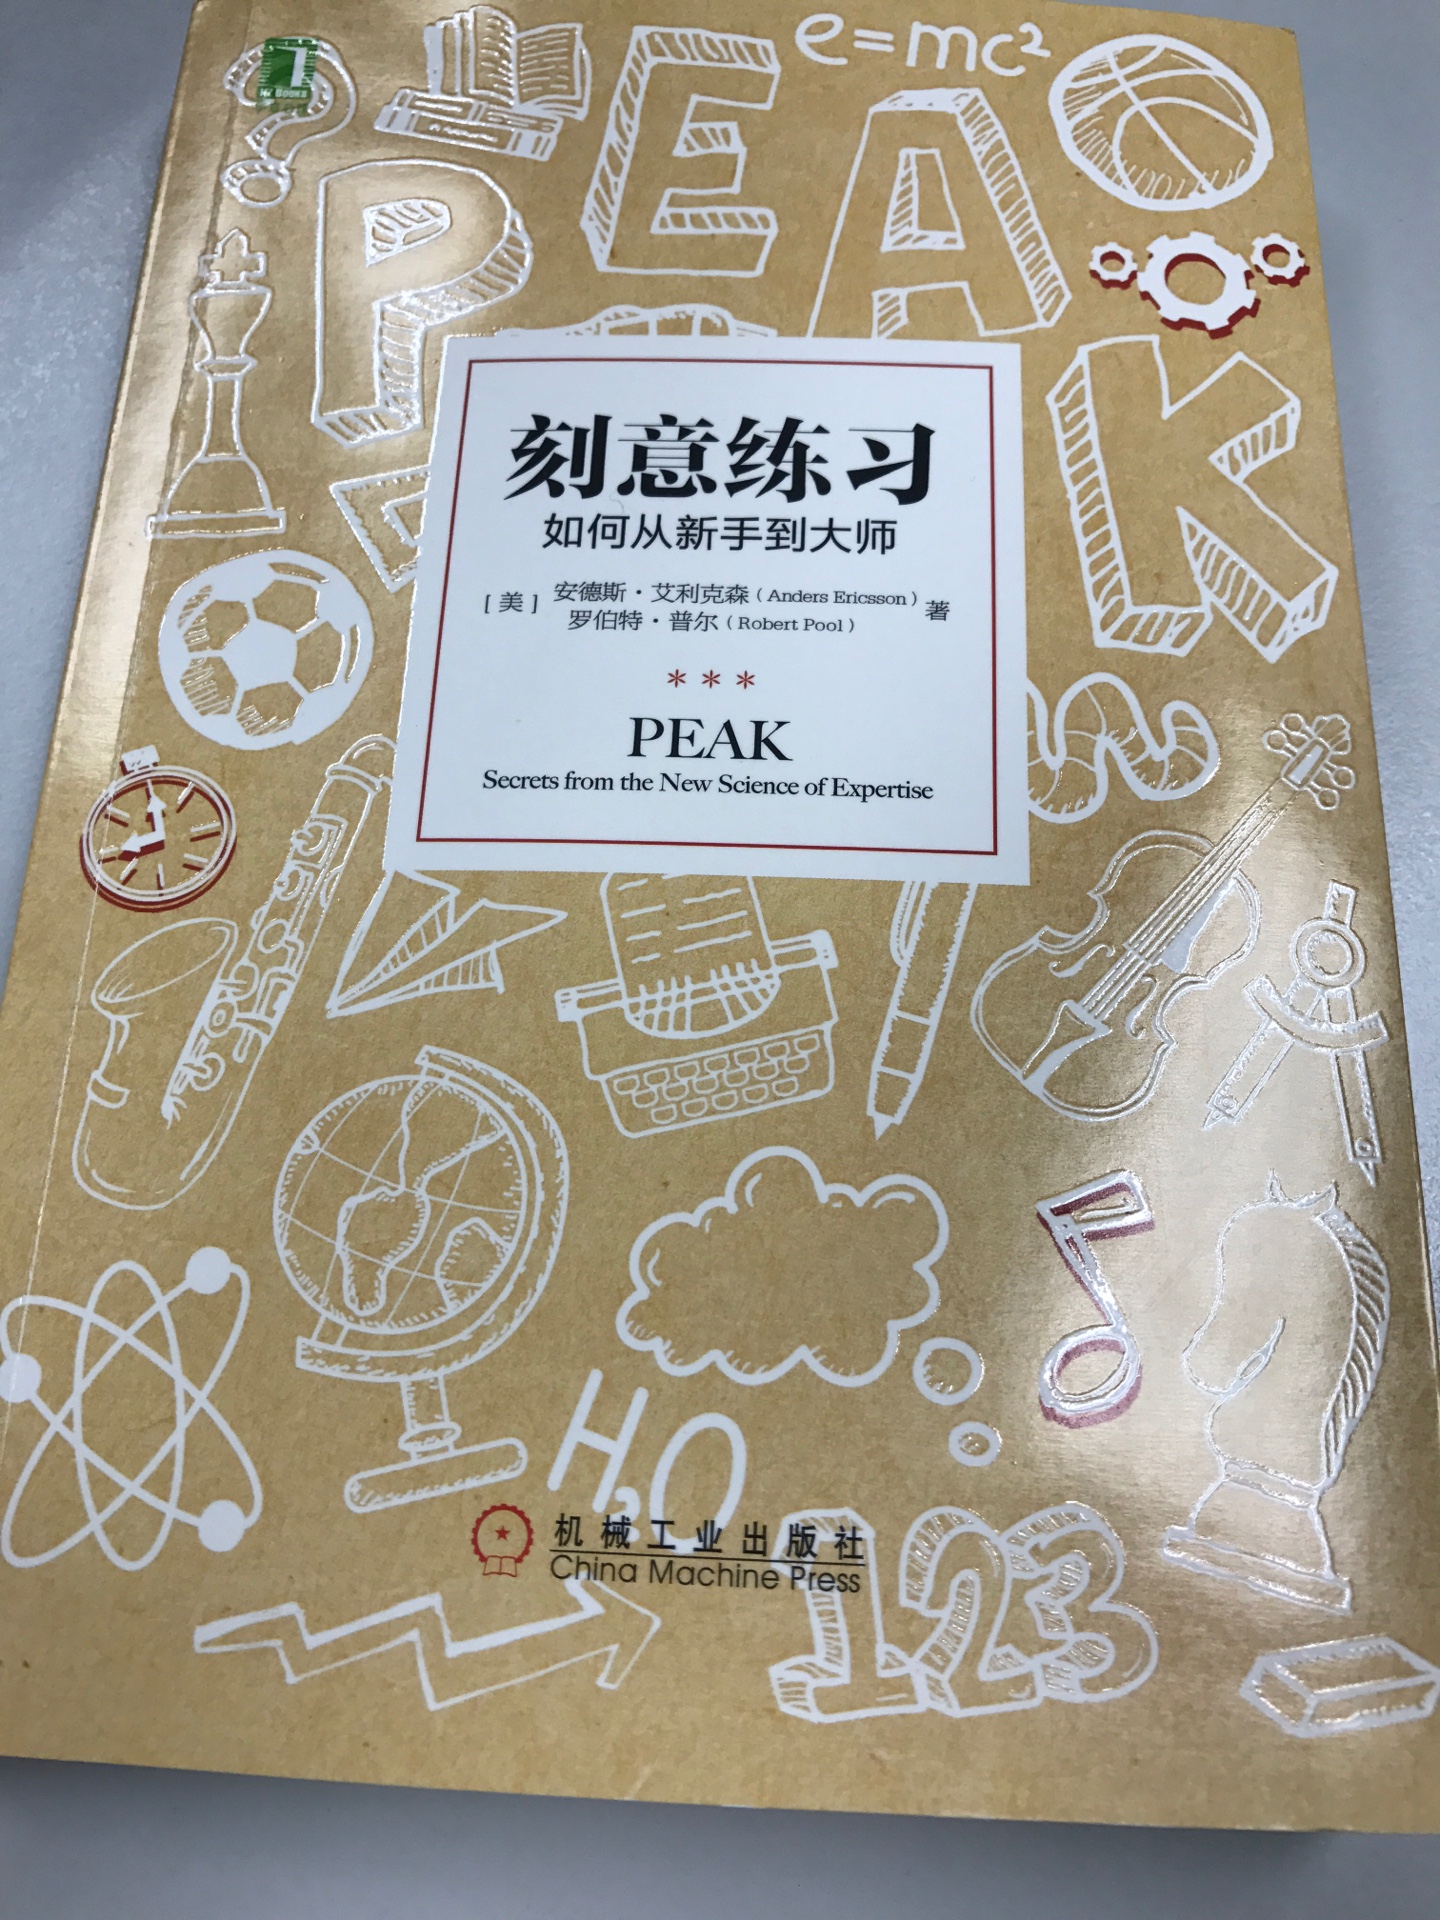 e=mc²
Hz Books
PEAK
刻意练习
如何从新手到大师
[美] 安德斯·艾利克森（Anders Ericsson）
罗伯特·普尔（Robert Pool） 著
***
PEAK
Secrets from the New Science of Expertise
H₂O
机械工业出版社
China Machine Press
123